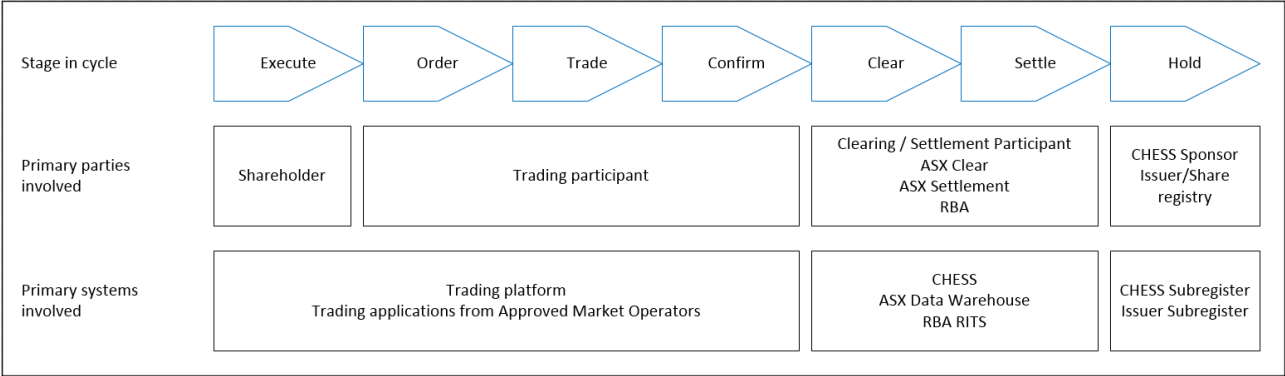 Stage in cycle
Execute
Order
Trade
Confirm
Clear
Settle
Hold
Primary parties
involved
Shareholder
Trading participant
Clearing / Settlement Participant
ASX Clear
ASX Settlement
RBA
CHESS Sponsor
Issuer/Share
registry
Primary systems
involved
Trading platform
Trading applications from Approved Market Operators
CHESS
ASX Data Warehouse
RBA RITS
CHESS Subregister
Issuer Subregister